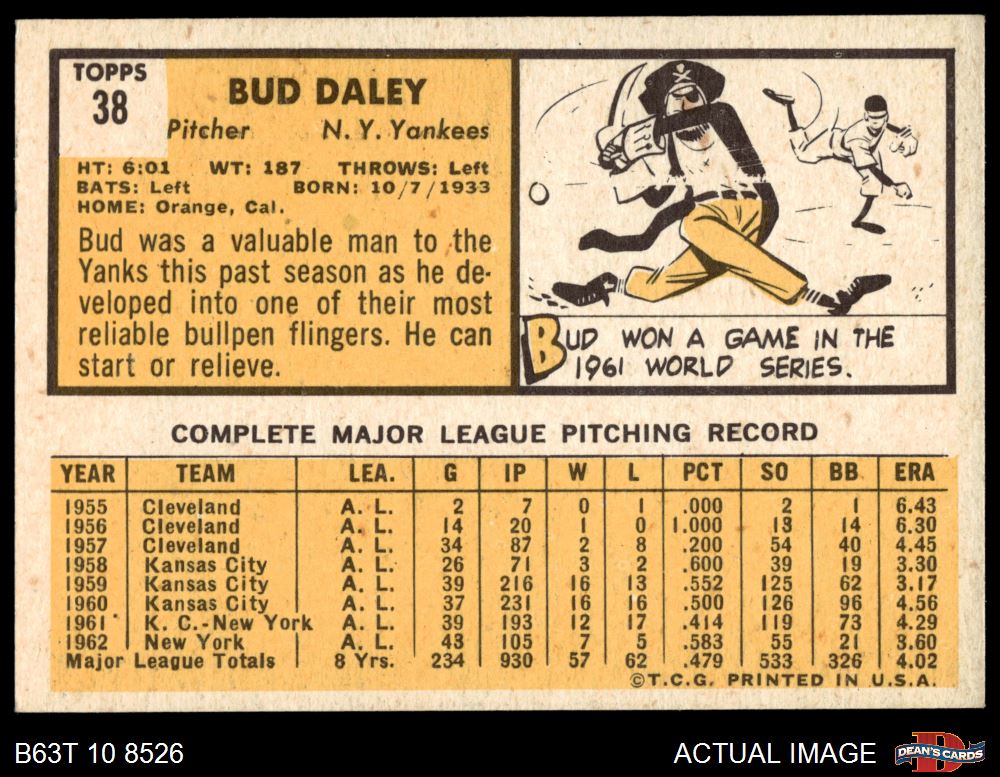 TOPPS
38
BUD DALEY
Pitcher N. Y. Yankees
HT: 6:01 WT: 187 THROWS: Left
BATS: Left BORN: 10/7/1933
HOME: Orange, Cal.
Bud was a valuable man to the
Yanks this past season as he de-
veloped into one of their most
reliable bullpen flingers. He can
start or relieve.
BUD WON A GAME IN THE
1961 WORLD SERIES.
COMPLETE MAJOR LEAGUE PITCHING RECORD
YEAR TEAM LEA. G IP W L PCT SO BB ERA
1955 Cleveland A. L. 2 7 0 1 .000 2 1 6.43
1956 Cleveland A. L. 14 20 1 0 1.000 13 14 6.30
1957 Cleveland A. L. 34 87 2 8 .200 54 40 4.45
1958 Kansas City A. L. 26 71 3 2 .600 39 19 3.30
1959 Kansas City A. L. 39 216 16 13 .552 125 62 3.17
1960 Kansas City A. L. 37 231 16 16 .500 126 96 4.56
1961 K. C.-New York A. L. 39 193 12 17 .414 119 73 4.29
1962 New York A. L. 43 105 7 5 .583 55 21 3.60
Major League Totals 8 Yrs. 234 930 57 62 .479 533 326 4.02
©T.C.G. PRINTED IN U.S.A.
B63T 10 8526 ACTUAL IMAGE DEAN'S CARDS